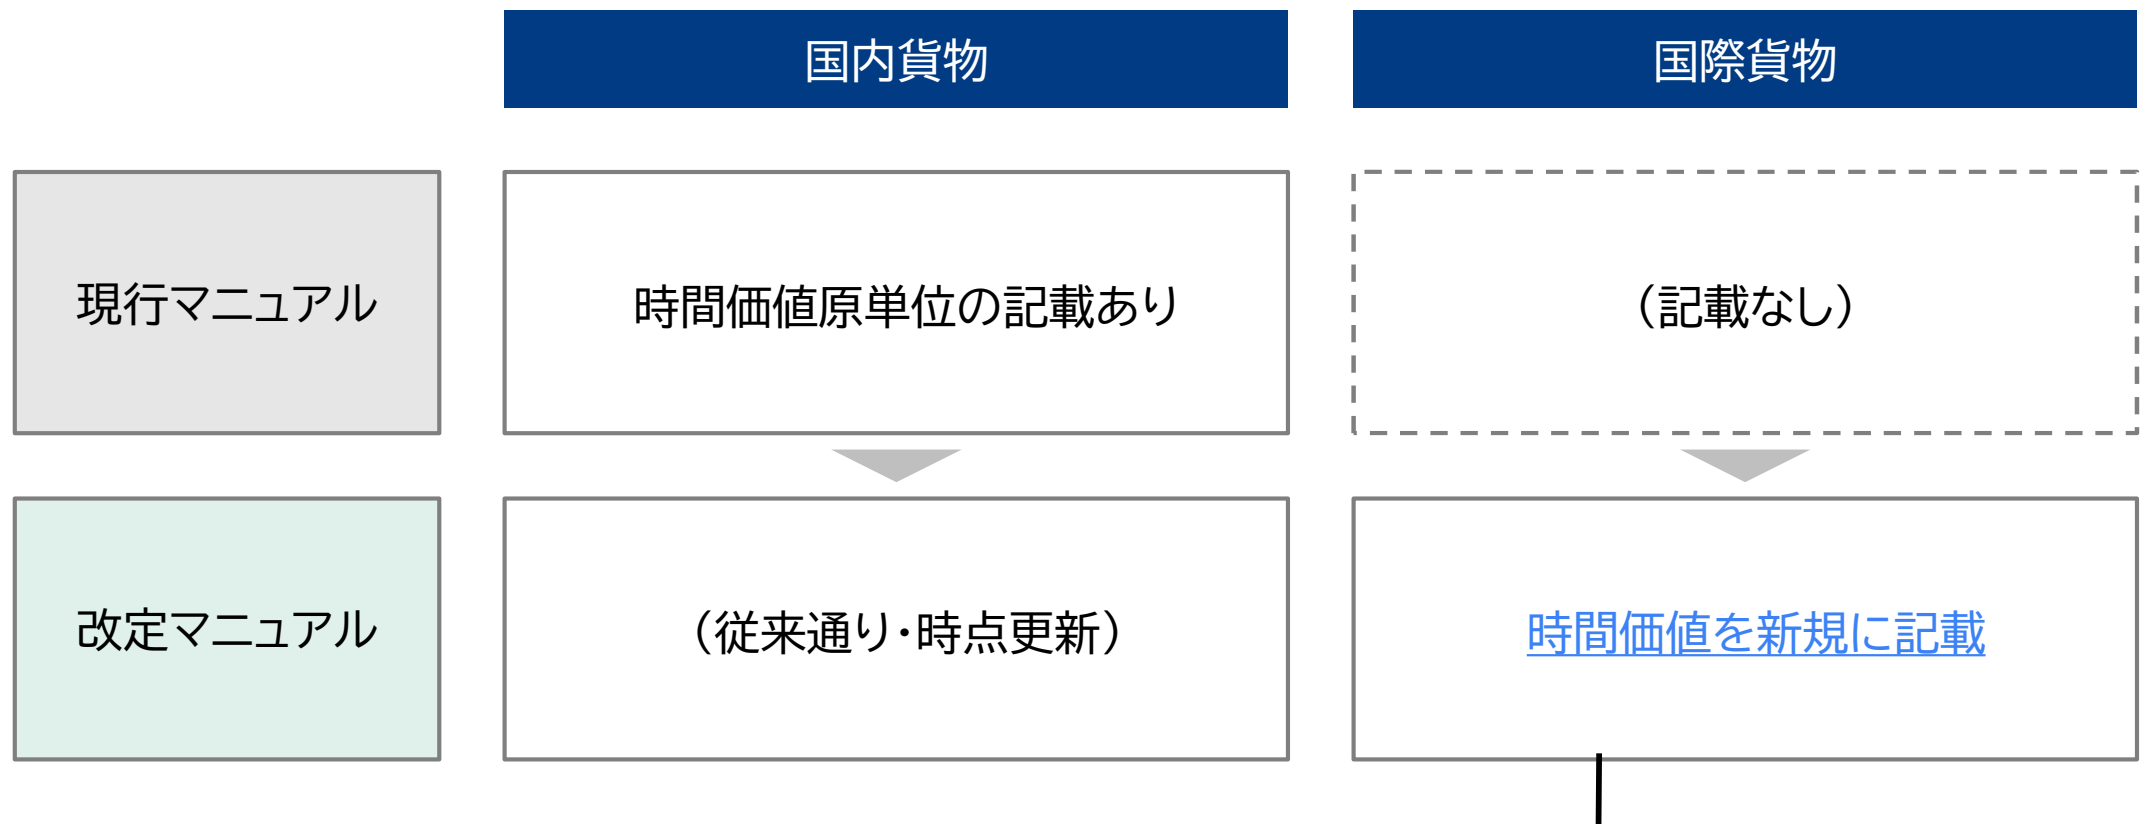 国内貨物
国際貨物
現行マニュアル
時間価値原単位の記載あり
（記載なし）
改定マニュアル
（従来通り・時点更新）
時間価値を新規に記載